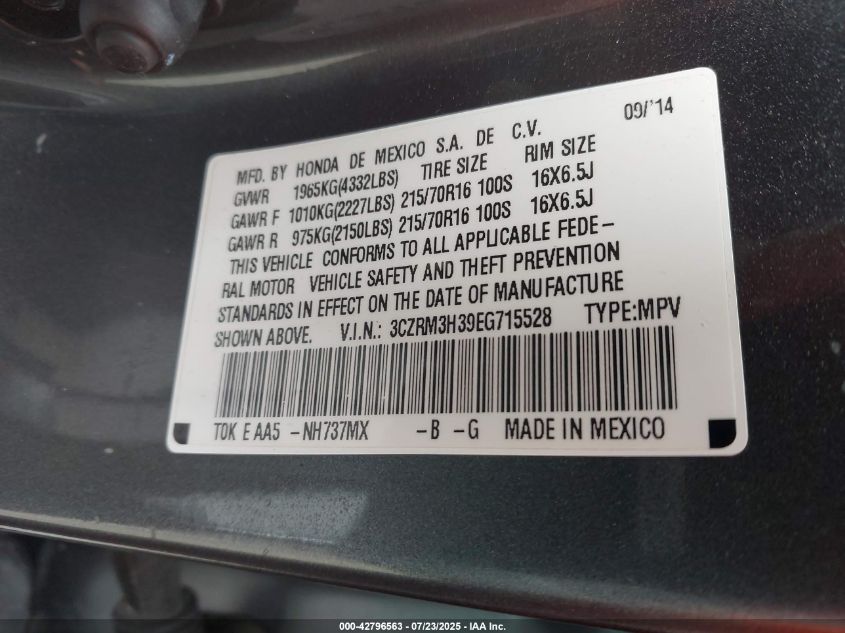 09/'14
MFD. BY HONDA DE MEXICO S.A. DE C.V.
GVWR 1965KG(4332LBS) TIRE SIZE RIM SIZE
GAWR F 1010KG(2227LBS) 215/70R16 100S 16X6.5J
GAWR R 975KG(2150LBS) 215/70R16 100S 16X6.5J
THIS VEHICLE CONFORMS TO ALL APPLICABLE FEDE-
RAL MOTOR VEHICLE SAFETY AND THEFT PREVENTION
STANDARDS IN EFFECT ON THE DATE OF MANUFACTURE
SHOWN ABOVE. V.I.N.: 3CZRM3H39EG715528 TYPE:MPV
T0K E AA5 -NH737MX -B -G MADE IN MEXICO
000-42796563 | 07/23/2025 - IAA Inc.